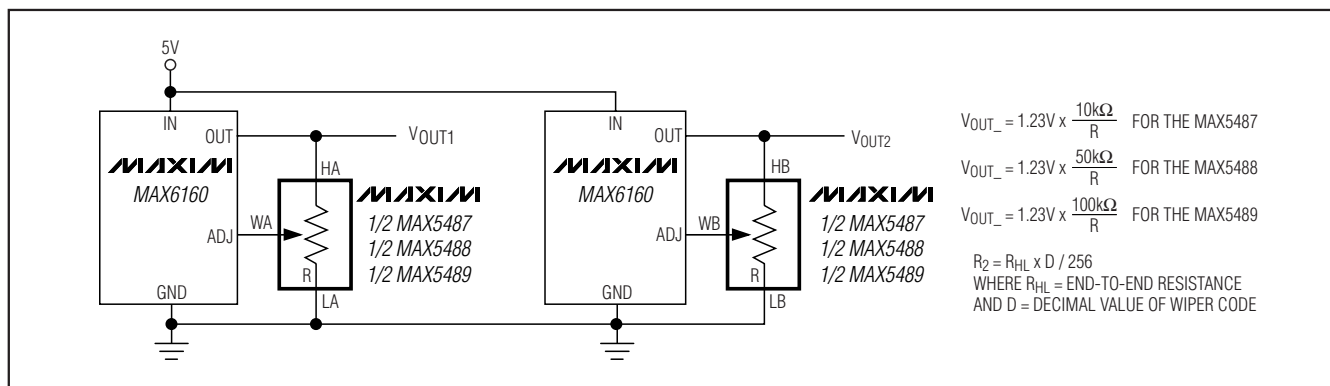 5V
IN
OUT
VOUT1
MAXIM
MAX6160
HA
MAXIM
1/2 MAX5487
1/2 MAX5488
1/2 MAX5489
WA
ADJ
R
LA
GND
IN
OUT
VOUT2
MAXIM
MAX6160
HB
MAXIM
1/2 MAX5487
1/2 MAX5488
1/2 MAX5489
WB
ADJ
R
LB
GND
VOUT_ = 1.23V x 10kΩ / R FOR THE MAX5487
VOUT_ = 1.23V x 50kΩ / R FOR THE MAX5488
VOUT_ = 1.23V x 100kΩ / R FOR THE MAX5489
R2 = RHL x D / 256
WHERE RHL = END-TO-END RESISTANCE
AND D = DECIMAL VALUE OF WIPER CODE